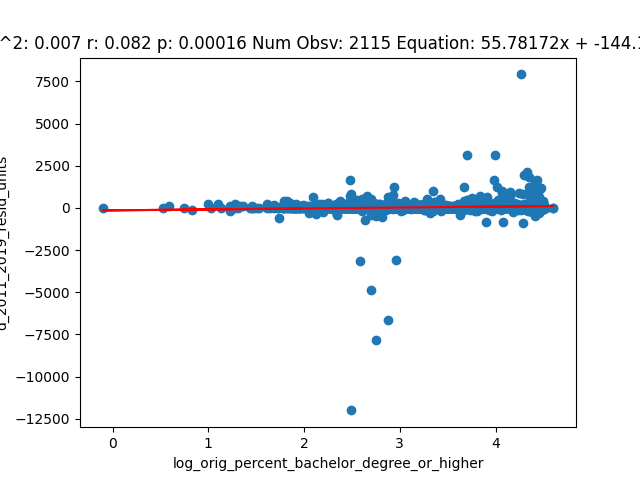 ^2: 0.007 r: 0.082 p: 0.00016 Num Obsv: 2115 Equation: 55.78172x + -144.
7500
5000
2500
0
-2500
-5000
-7500
-10000
-12500
d_2011_2019_resid_units
0 1 2 3 4
log_orig_percent_bachelor_degree_or_higher